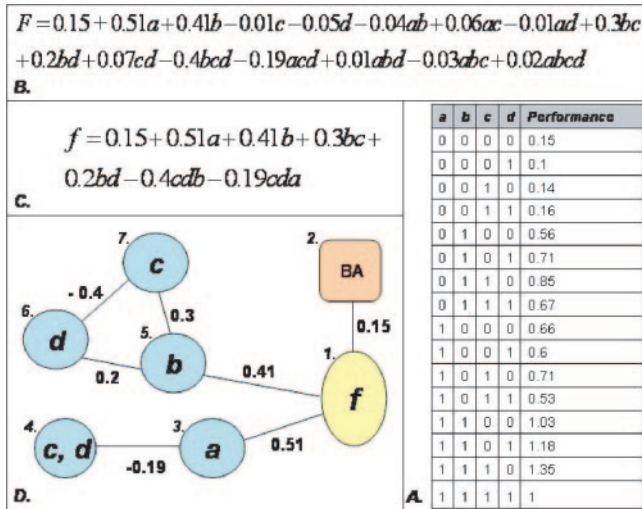 F = 0.15 + 0.51a + 0.41b − 0.01c − 0.05d − 0.04ab + 0.06ac − 0.01ad + 0.3bc
+ 0.2bd + 0.07cd − 0.4bcd − 0.19acd + 0.01abd − 0.03abc + 0.02abcd
B.
f = 0.15 + 0.51a + 0.41b + 0.3bc +
0.2bd − 0.4cdb − 0.19cda
C.
7.
c
2.
BA
- 0.4
0.3
0.15
6.
d
5.
b
0.2
0.41
1.
f
4.
c, d
3.
a
-0.19
0.51
D.
a b c d Performance
0 0 0 0 0.15
0 0 0 1 0.1
0 0 1 0 0.14
0 0 1 1 0.16
0 1 0 0 0.56
0 1 0 1 0.71
0 1 1 0 0.85
0 1 1 1 0.67
1 0 0 0 0.66
1 0 0 1 0.6
1 0 1 0 0.71
1 0 1 1 0.53
1 1 0 0 1.03
1 1 0 1 1.18
1 1 1 0 1.35
1 1 1 1 1
A.